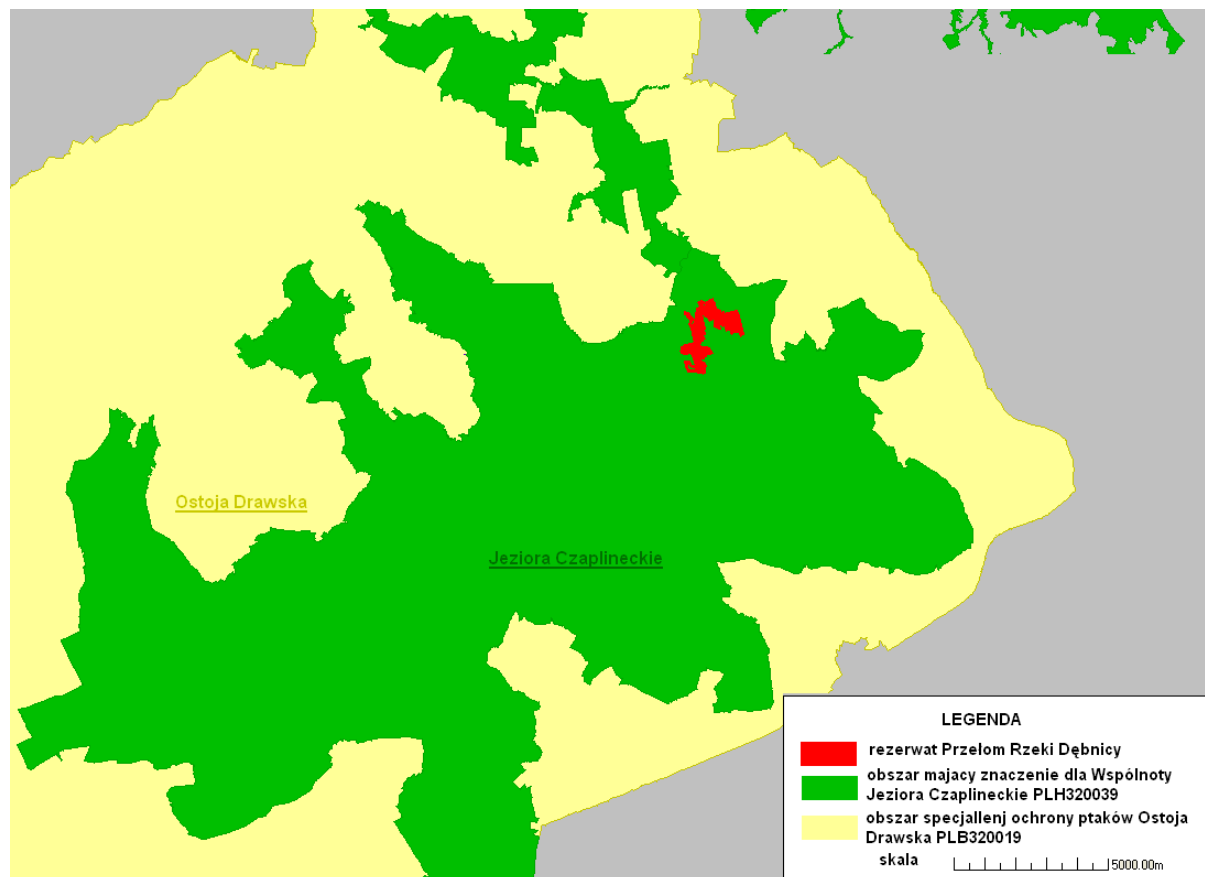 Ostoja Drawska
Jeziora Czaplineckie
LEGENDA
rezerwat Przelom Rzeki Dębnicy
obszar majacy znaczenie dla Wspólnoty
Jeziora Czaplineckie PLH320039
obszar specjallenj ochrony ptaków Ostoja
Drawska PLB320019
skala
5000.00m